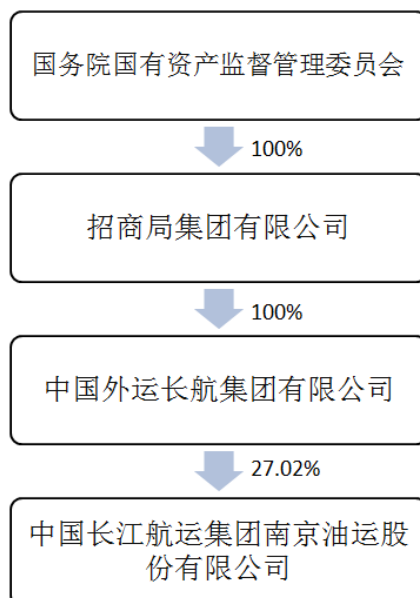 国务院国有资产监督管理委员会
100%
招商局集团有限公司
100%
中国外运长航集团有限公司
27.02%
中国长江航运集团南京油运股
份有限公司